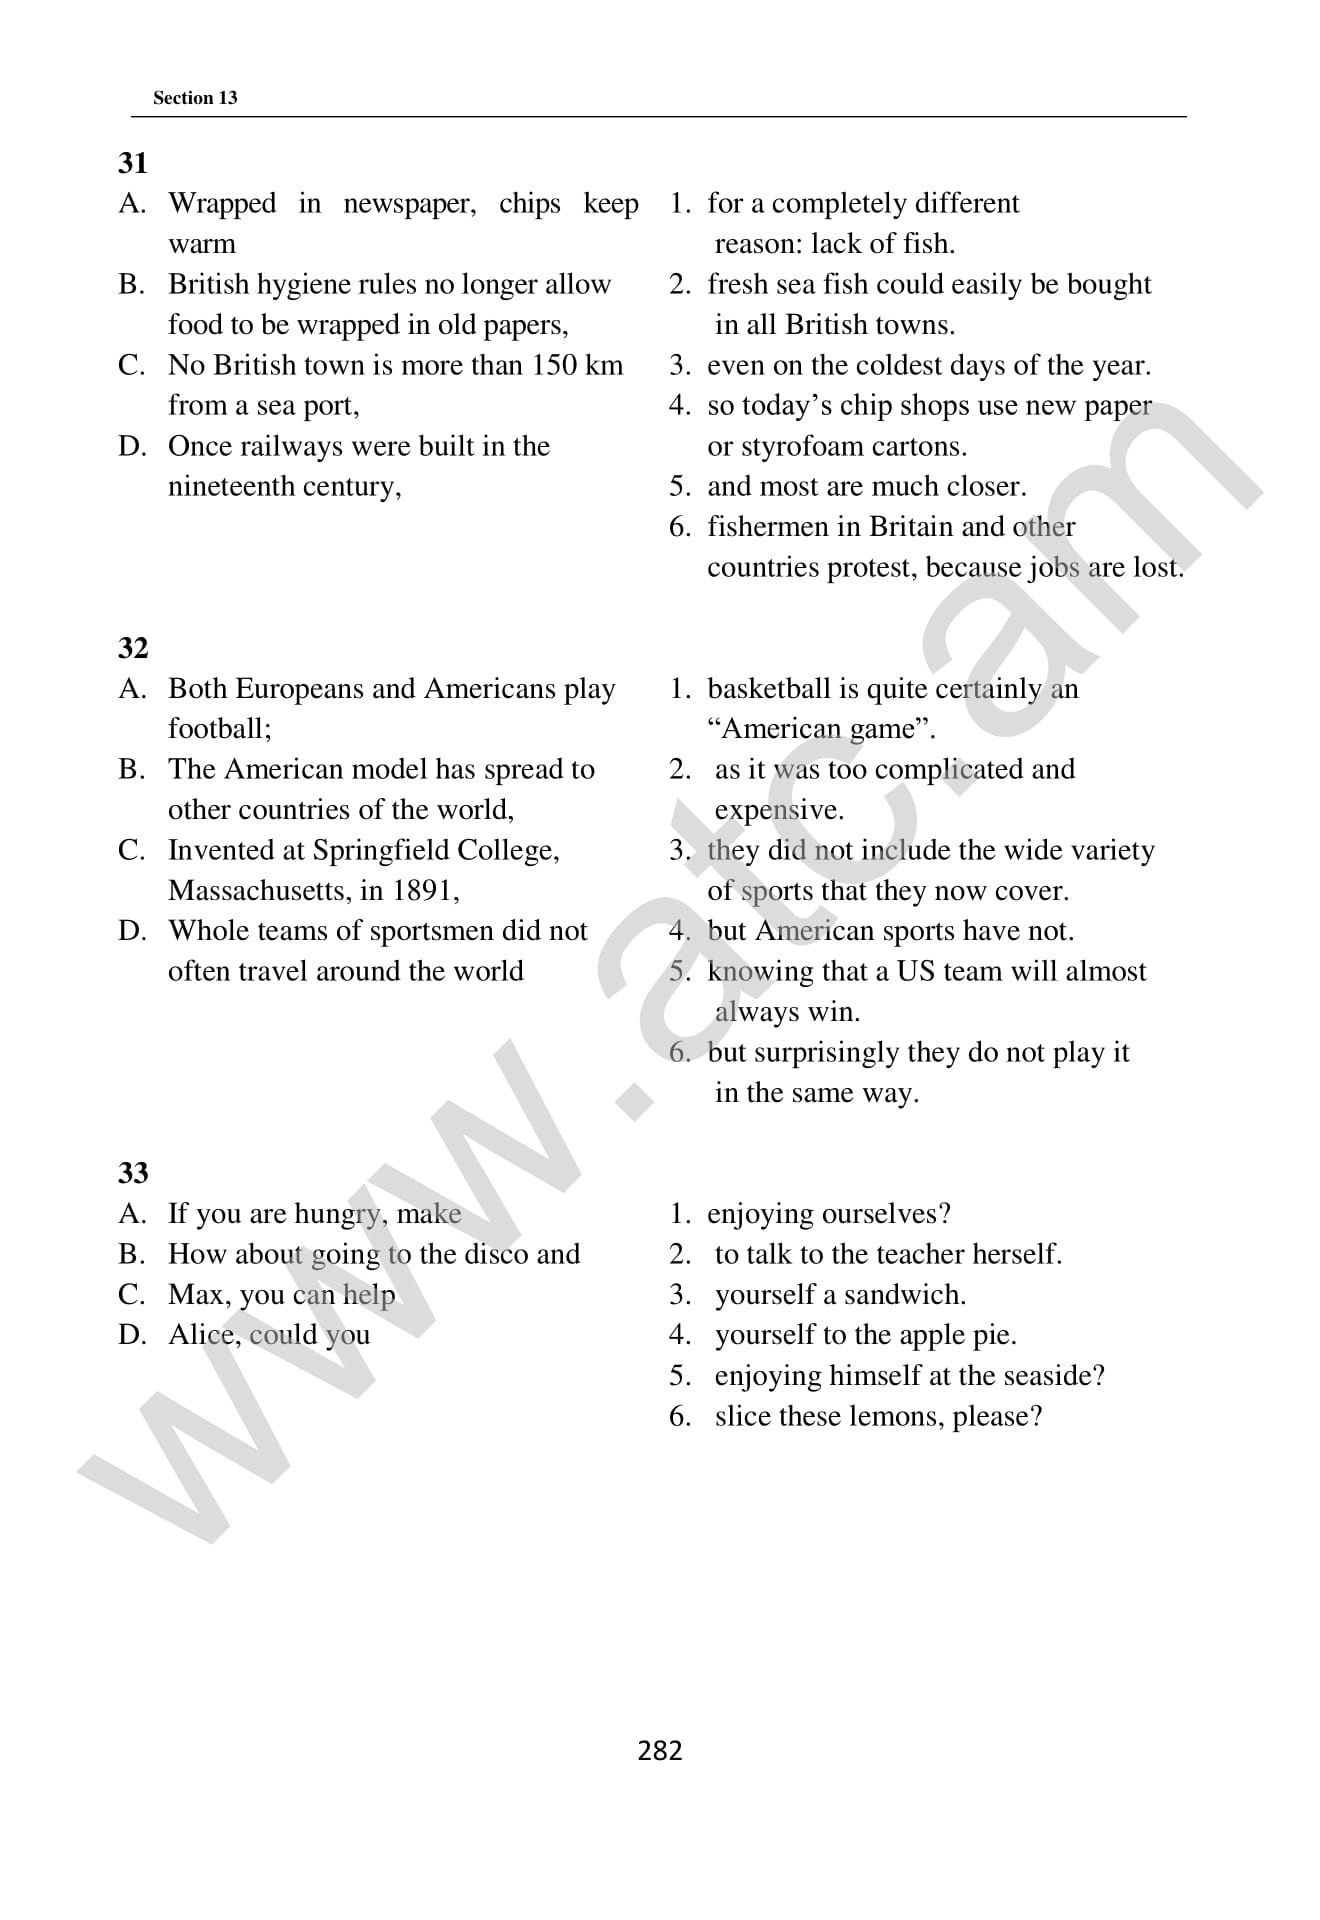 Section 13
31
A. Wrapped in newspaper, chips keep
warm
B. British hygiene rules no longer allow
food to be wrapped in old papers,
C. No British town is more than 150 km
from a sea port,
D. Once railways were built in the
nineteenth century,
1. for a completely different
reason: lack of fish.
2. fresh sea fish could easily be bought
in all British towns.
3. even on the coldest days of the year.
4. so today’s chip shops use new paper
or styrofoam cartons.
5. and most are much closer.
6. fishermen in Britain and other
countries protest, because jobs are lost.
32
A. Both Europeans and Americans play
football;
B. The American model has spread to
other countries of the world,
C. Invented at Springfield College,
Massachusetts, in 1891,
D. Whole teams of sportsmen did not
often travel around the world
1. basketball is quite certainly an
“American game”.
2. as it was too complicated and
expensive.
3. they did not include the wide variety
of sports that they now cover.
4. but American sports have not.
5. knowing that a US team will almost
always win.
6. but surprisingly they do not play it
in the same way.
33
A. If you are hungry, make
B. How about going to the disco and
C. Max, you can help
D. Alice, could you
1. enjoying ourselves?
2. to talk to the teacher herself.
3. yourself a sandwich.
4. yourself to the apple pie.
5. enjoying himself at the seaside?
6. slice these lemons, please?
282
www.atc.am